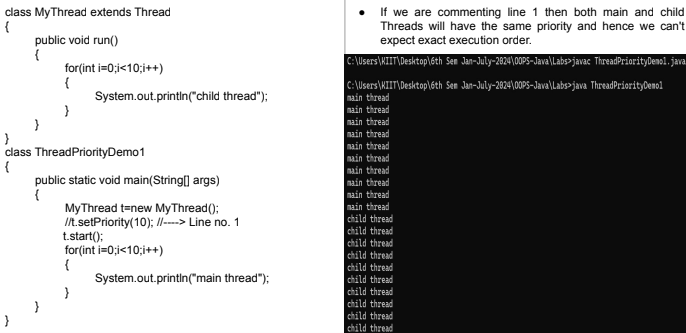 class MyThread extends Thread
{
public void run()
{
for(int i=0;i<10;i++)
{
System.out.println("child thread");
}
}
}
class ThreadPriorityDemo1
{
public static void main(String[] args)
{
MyThread t=new MyThread();
//t.setPriority(10); //----> Line no. 1
t.start();
for(int i=0;i<10;i++)
{
System.out.println("main thread");
}
}
}
● If we are commenting line 1 then both main and child
Threads will have the same priority and hence we can't
expect exact execution order.
C:\Users\KIIT\Desktop\6th Sem Jan-July-2024\OOPS-Java\Labs>javac ThreadPriorityDemo1.java
C:\Users\KIIT\Desktop\6th Sem Jan-July-2024\OOPS-Java\Labs>java ThreadPriorityDemo1
main thread
main thread
main thread
main thread
main thread
main thread
main thread
main thread
main thread
main thread
child thread
child thread
child thread
child thread
child thread
child thread
child thread
child thread
child thread
child thread